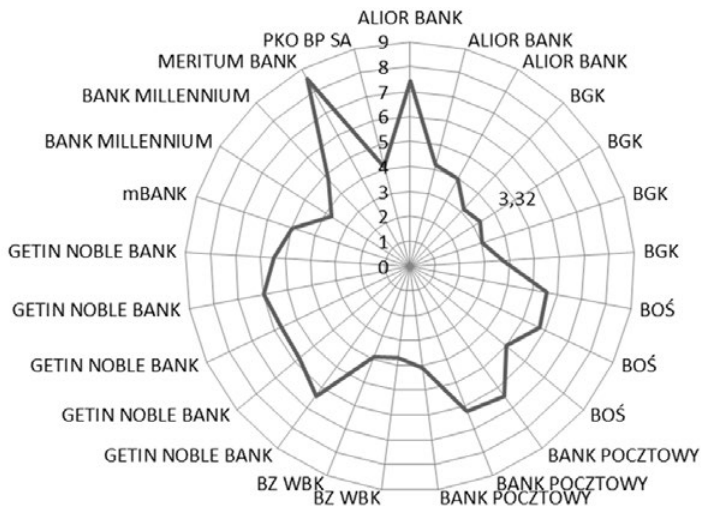 ALIOR BANK
ALIOR BANK
ALIOR BANK
BGK
BGK
BGK
BGK
BOŚ
BOŚ
BOŚ
BANK POCZTOWY
BANK POCZTOWY
BANK POCZTOWY
BZ WBK
BZ WBK
GETIN NOBLE BANK
GETIN NOBLE BANK
GETIN NOBLE BANK
GETIN NOBLE BANK
GETIN NOBLE BANK
mBANK
BANK MILLENNIUM
BANK MILLENNIUM
MERITUM BANK
PKO BP SA
9
8
7
6
5
4
3
2
1
0
3,32